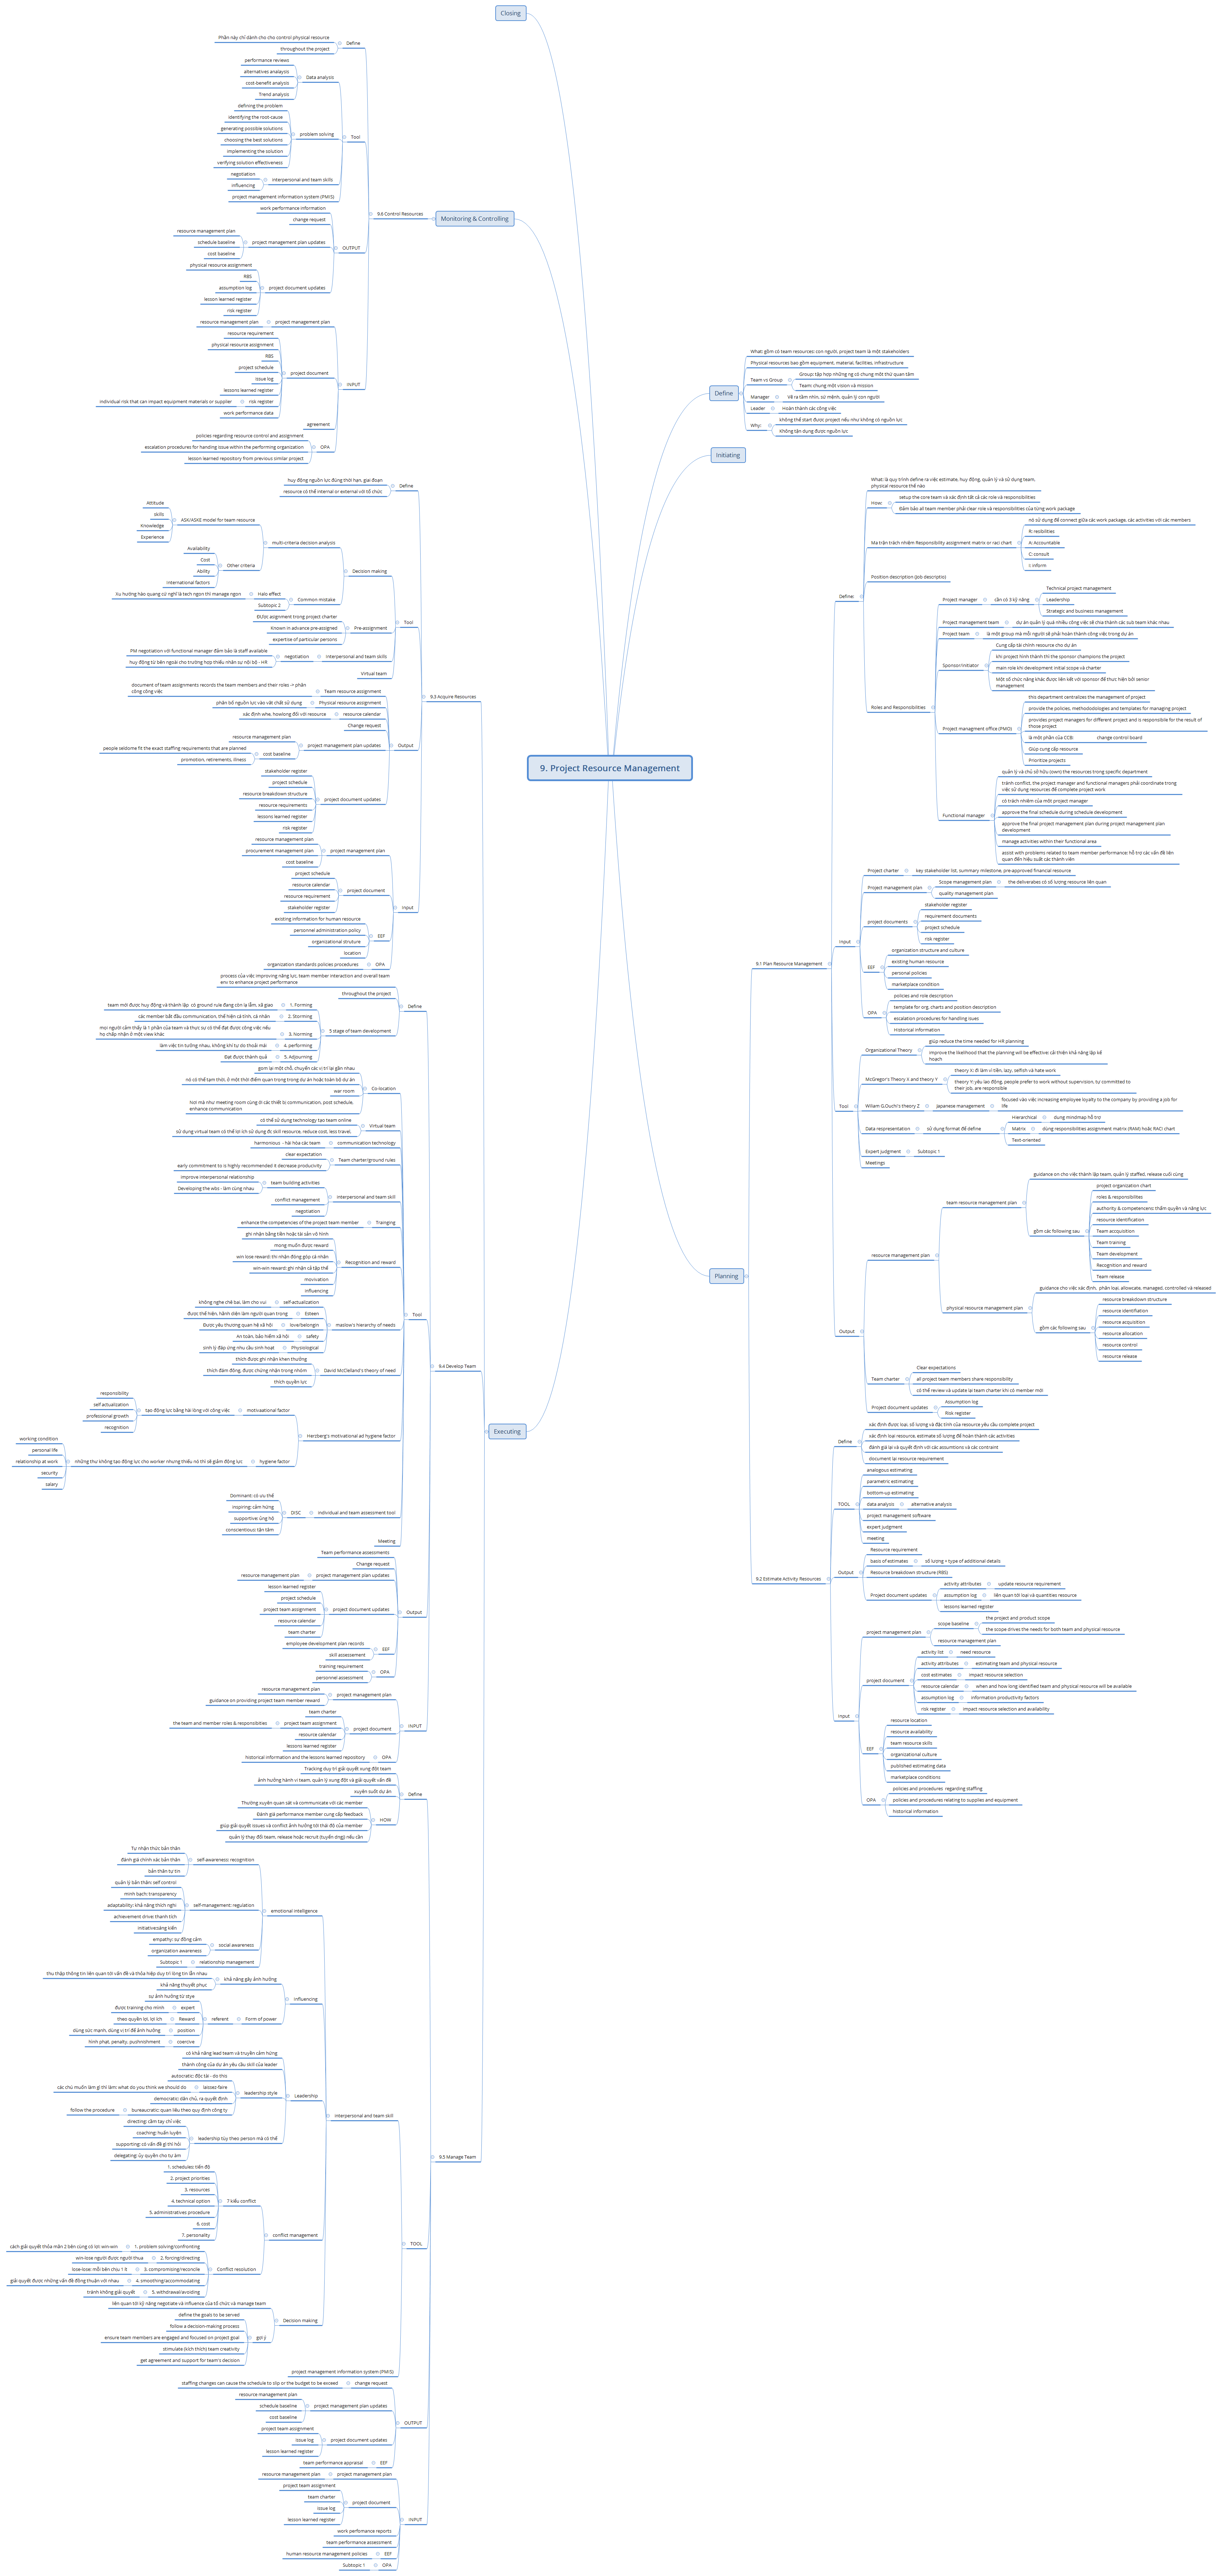 9. Project Resource Management
Define
What: gồm có team resources: con người, project team là một stakeholders
Physical resources bao gồm equipment, material, facilities, infrastructure
Team vs Group
Group: tập hợp những ng có chung một thứ quan tâm
Team: chung một vision và mission
Manager
Vẽ ra tầm nhìn, sứ mệnh, quản lý con người
Leader
Hoàn thành các công việc
Why:
không thể start được project nếu như không có nguồn lực
Không tận dụng được nguồn lực
Initiating
Planning
9.1 Plan Resource Management
Define:
What: là quy trình define ra việc estimate, huy động, quản lý và sử dụng team,
physical resource thế nào
How:
setup the core team và xác định tất cả các role và responsibilities
Đảm bảo all team member phải clear role và responsibilities của từng work package
Ma trận trách nhiệm Responsibility assignment matrix or raci chart
nó sử dụng để connect giữa các work package, các activities với các members
R: resibilities
A: Accountable
C: consult
I: inform
Position description (job descriptio)
Roles and Responsibilities
Project manager
cần có 3 kỹ năng
Technical project management
Leadership
Strategic and business management
Project management team
dự án quản lý quá nhiều công việc sẽ chia thành các sub team khác nhau
Project team
là một group mà mỗi người sẽ phải hoàn thành công việc trong dự án
Sponsor/Initiator
Cung cấp tài chính resource cho dự án
khi project hình thành thì the sponsor champions the project
main role khi development initial scope và charter
Một số chức năng khác được liên kết với sponsor để thực hiện bởi senior
management
Project managment office (PMO)
this department centralizes the management of project
provide the policies, methododologies and templates for managing project
provides project managers for different project and is responisible for the result of
those project
là một phần của CCB: change control board
Giúp cung cấp resource
Prioritize projects
Functional manager
quản lý và chủ sở hữu (own) the resources trong specific department
tránh conflict, the project manager and functional managers phải coordinate trong
việc sử dụng resources để complete project work
có trách nhiệm của một project manager
approve the final schedule during schedule development
approve the final project management plan during project management plan
development
manage activities within their functional area
assist with problems related to team member performance: hỗ trợ các vấn đề liên
quan đến hiệu suất các thành viên
Input
Project charter
key stakeholder list, summary milestone, pre-approved financial resource
Project management plan
Scope management plan
the deliverabes có số lượng resource liên quan
quality management plan
project documents
stakeholder register
requirement documents
project schedule
risk register
EEF
organization structure and culture
existing human resource
personal policies
marketplace condition
OPA
policies and role description
template for org. charts and position description
escalation procedures for handling isues
Historical information
Tool
Organizational Theory
giúp reduce the time needed for HR planning
improve the likelihood that the planning will be effective: cải thiện khả năng lập kế
hoạch
McGregor's Theory X and theory Y
theory X: đi làm vì tiền, lazy, selfish và hate work
theory Y: yêu lao động, people prefer to work without supervision, tự committed to
their job, are responsible
Wiliam G.Ouchi's theory Z
Japanese management
focused vào việc increasing employee loyalty to the company by providing a job for
life
Data respresentation
sử dụng format để define
Hierarchical
dùng mindmap hỗ trợ
Matrix
dùng responsibilities assignment matrix (RAM) hoặc RACI chart
Text-oriented
Expert judgment
Subtopic 1
Meetings
Output
resource management plan
team resource management plan
guidance on cho việc thành lập team, quản lý staffed, release cuối cùng
gồm các following sau
project organization chart
roles & responsibilites
authority & competencens: thẩm quyền và năng lực
resource identification
Team acquisition
Team training
Team development
Recognition and reward
Team release
physical resource management plan
guidance cho việc xác định, phân loại, allowcate, managed, controlled và released
gồm các following sau
resource breakdown structure
resource identifiation
resource acquisition
resource allocation
resource control
resource release
Team charter
Clear expectations
all project team members share responsibility
có thể review và update lại team charter khi có member mới
Project document updates
Assumption log
Risk register
9.2 Estimate Activity Resources
Define
xác định được loại, số lượng và đặc tính của resource yêu cầu complete project
xác định loại resource, estimate số lượng để hoàn thành các activities
đánh giá lại và quyết định với các assumtions và các contraint
document lại resource requirement
TOOL
analogous estimating
parametric estimating
bottom-up estimating
data analysis
alternative analysis
project management software
expert judgment
meeting
Output
Resource requirement
basis of estimates
số lượng + type of additional details
Resource breakdown structure (RBS)
Project document updates
activity attributes
update resource requirement
assumption log
liên quan tới loại và quantities resource
lessons learned register
Input
project management plan
scope baseline
the project and product scope
the scope drives the needs for both team and physical resource
resource management plan
project document
activity list
need resource
activity attributes
estimating team and physical resource
cost estimates
impact resource selection
resource calendar
when and how long identified team and physical resource will be available
assumption log
information productivity factors
risk register
impact resource selection and availability
EEF
resource location
resource availability
team resource skills
organizational culture
published estimating data
marketplace conditions
OPA
policies and procedures regarding staffing
policies and procedures relating to supplies and equipment
historical information
Executing
9.3 Acquire Resources
Define
huy động nguồn lực đúng thời hạn, giai đoạn
resource có thể internal or external với tổ chức
Tool
Decision making
multi-criteria decision analysis
ASK/ASKE model for team resource
Attitude
skills
Knowledge
Experience
Other criteria
Availability
Cost
Ability
International factors
Common mistake
Halo effect
Xu hướng hào quang cứ nghĩ là tech ngon thì manage ngon
Subtopic 2
Pre-assignment
Được asignment trong project charter
Known in advance pre-assigned
expertise of particular persons
Interpersonal and team skills
negotiation
PM negotiation với functional manager đảm bảo là staff available
huy động từ bên ngoài cho trường hợp thiếu nhân sự nội bộ - HR
Virtual team
Output
Team resource assignment
document of team assignments records the team members and their roles -> phân
công công việc
Physical resource assignment
phân bổ nguồn lực vào vất chất sử dụng
resource calendar
xác định whe, howlong đối với resource
Change request
project management plan updates
resource management plan
cost baseline
people seldome fit the exact staffing requirements that are planned
promotion, retirements, illness
project document updates
stakeholder register
project schedule
resource breakdown structure
resource requirements
lessons learned register
risk register
Input
project management plan
resource management plan
procurement management plan
cost baseline
project document
project schedule
resource calendar
reosurce requirement
stakeholder register
EEF
existing information for human resource
personnel administration policy
organizational struture
location
OPA
organization standards policies procedures
9.4 Develop Team
Define
process của việc improving năng lực, team member interaction and overall team
env to enhance project performance
throughout the project
5 stage of team development
1. Forming
team mới được huy động và thành lập. có ground rule đang còn lạ lẫm, xã giao
2. Storming
các member bắt đầu communication, thể hiện cá tính, cá nhân
3. Norming
mọi người cảm thấy là 1 phần của team và thực sự có thể đạt được công việc nếu
họ chấp nhận ở một view khác
4. performing
làm việc tin tưởng nhau, không khí tự do thoải mái
5. Adjourning
Đạt được thành quả
Tool
Co-location
gom lại một chỗ, chuyển các vị trí lại gần nhau
nó có thể tạm thời, ở một thời điểm quan trọng trong dự án hoặc toàn bộ dự án
war room
Nơi mà như meeting room cùng ới các thiết bị communication, post schedule,
enhance communication
Virtual team
có thể sử dụng technology tạo team online
sử dụng virtual team có thể lợi ích sử dụng đc skill resource, reduce cost, less travel,
communication technology
harmonious - hài hòa các team
Team charter/ground rules
clear expectation
early commitment to is highly recommended it decrease producivity
interpersonal and team skill
team building activities
improve interpersonal relationship
Developing the wbs - làm cùng nhau
conflict management
negotiation
Trainging
enhance the competencies of the project team member
Recognition and reward
ghi nhận bằng tiền hoặc tài sản vô hình
mong muốn được reward
win lose reward: thi nhân đóng góp cá nhân
win-win reward: ghi nhận cả tập thể
movivation
influencing
maslow's hierarchy of needs
self-actualization
không nghe chê bai, làm cho vui
Esteen
được thể hiện, hãnh diện làm người quan trọng
love/belongin
Được yêu thương quan hệ xã hội
safety
An toàn, bảo hiểm xã hội
Physiological
sinh lý đáp ứng nhu cầu sinh hoạt
David McClelland's theory of need
thích được ghi nhận khen thưởng
thích đám đông, được chứng nhận trong nhóm
thích quyền lực
Herzberg's motivational ad hygiene factor
motivaational factor
tạo động lực bằng hài lòng với công việc
responsibility
self actualization
professional growth
recognition
hygiene factor
những thư không tạo động lực cho worker nhưng thiếu nó thì sẽ giảm động lực
working condition
personal life
relationship at work
security
salary
individual and team assessment tool
DISC
Dominant: có ưu thế
inspiring: cảm hứng
supportive: ủng hộ
conscientious: tận tâm
Meeting
Output
Team performance assessments
Change request
project management plan updates
resource management plan
project document updates
lesson learned register
project schedule
project team assignment
resource calendar
team charter
EEF
employee development plan records
skill assessement
OPA
training requirement
personnel assessment
INPUT
project management plan
resource management plan
guidance on providing project team member reward
project document
team charter
project team assignment
the team and member roles & responsibities
resource calendar
lessons learned register
OPA
historical information and the lessons learned repository
9.5 Manage Team
Define
Tracking duy trì giải quyết xung đột team
ảnh hưởng hành vi team, quản lý xung đột và giải quyết vấn đề
xuyên suốt dự án
HOW
Thường xuyên quan sát và communicate với các member
Đánh giá performance member cung cấp feedback
giúp giải quyết issues và conflict ảnh hưởng tới thái độ của member
quản lý thay đổi team, release hoặc recruit (tuyển dng) nếu cần
TOOL
interpersonal and team skill
emotional intelligence
self-awareness: recognition
Tự nhận thức bản thân
đánh giá chính xác bản thân
bản thân tự tin
self-management: regulation
quản lý bản thân: self control
minh bạch: transparency
adaptability: khả năng thích nghi
achievement drive: thành tích
initiative:sáng kiến
social awareness
empathy: sự đồng cảm
organization awareness
relationship management
Subtopic 1
influencing
khả năng gây ảnh hưởng
thu thập thông tin liên quan tới vấn đề và thỏa hiệp duy trì lòng tin lẫn nhau
khả năng thuyết phục
Form of power
referent
sự ảnh hưởng từ stye
expert
được training cho mình
Reward
theo quyền lợi, lợi ích
position
dùng sức mạnh, dùng vị trí để ảnh hưởng
coercive
hình phạt, penalty, pushnishment
Leadership
có khả năng lead team và truyền cảm hứng
thành công của dự án yêu cầu skill của leader
leadership style
autocratic: độc tài - do this
laissez-faire
các chú muốn làm gì thì làm: what do you think we should do
democratic: dân chủ, ra quyết định
bureaucratic: quan liêu theo quy định công ty
follow the procedure
leadership tùy theo person mà có thể
directing: cầm tay chỉ việc
coaching: huấn luyện
supporting: có vấn đề gì thì hỏi
delegating: ủy quyền cho tự làm
conflict management
7 kiểu conflict
1. schedules: tiến độ
2. project priorities
3. resources
4. technical option
5. administratives procedure
6. cost
7. personality
Conflict resolution
1. problem solving/confronting
cách giải quyết thỏa mãn 2 bên cùng có lợi: win-win
2. forcing/directing
win-lose người được người thua
3. compromising/reconcile
lose-lose: mỗi bên chịu 1 tí
4. smoothing/accommodating
giải quyết được những vấn đề đồng thuận với nhau
5. withdrawal/avoiding
tránh không giải quyết
Decision making
liên quan tới kỹ năng negotiate và influence của tổ chức và manage team
gợi ý
define the goals to be served
follow a decision-making process
ensure team members are engaged and focused on project goal
stimulate (kích thích) team creativity
get agreement and support for team's decision
project management information system (PMIS)
OUTPUT
change request
staffing changes can cause the schedule to slip or the budget to be exceed
project management plan updates
resource management plan
schedule baseline
cost baseline
project document updates
project team assignment
issue log
lesson learned register
EEF
team performance appraisal
INPUT
project management plan
resource management plan
project document
project team assignment
team charter
issue log
lesson learned register
work perfomance reports
team performance assessment
EEF
human resource management policies
OPA
Subtopic 1
Monitoring & Controlling
9.6 Control Resources
Define
Phần này chỉ dành cho cho control physical resource
throughout the project
Tool
Data analysis
performance reviews
alternatives analaysis
cost-benefit analysis
Trend analysis
problem solving
defining the problem
identifying the root-cause
generating possible solutions
choosing the best solutions
implementing the solution
verifying solution effectiveness
interpersonal and team skills
negotiation
influencing
project management information system (PMIS)
OUTPUT
work performance information
change request
project management plan updates
resource management plan
schedule baseline
cost baseline
project document updates
physical resource assignment
RBS
assumption log
lesson learned register
risk register
INPUT
project management plan
resource management plan
project document
resource requirement
physical resource assignment
RBS
project schedule
issue log
lessons learned register
risk register
individual risk that can impact equipment materials or supplier
work performance data
agreement
OPA
policies regarding resource control and assignment
escalation procedures for handing issue within the performing organization
lesson learned repository from previous similar project
Closing